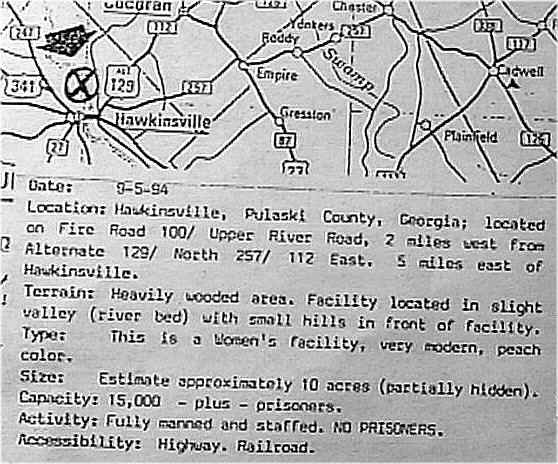 Cocoran
Chester
247
112
126
Yonkers
Roddy
257
338
117
341
ALT
129
257
Empire
Swamp
Cadwell
Hawkinsville
Gresston
27
87
Plainfield
126
23
Date: 9-5-94
Location: Hawkinsville, Pulaski County, Georgia; located
on Fire Road 100/ Upper River Road, 2 miles west from
Alternate 129/ North 257/ 112 East. 5 miles east of
Hawkinsville.
Terrain: Heavily wooded area. Facility located in slight
valley (river bed) with small hills in front of facility.
Type: This is a Women's facility, very modern, peach
color.
Size: Estimate approximately 10 acres (partially hidden).
Capacity: 15,000 - plus - prisoners.
Activity: Fully manned and staffed. NO PRISONERS.
Accessibility: Highway. Railroad.